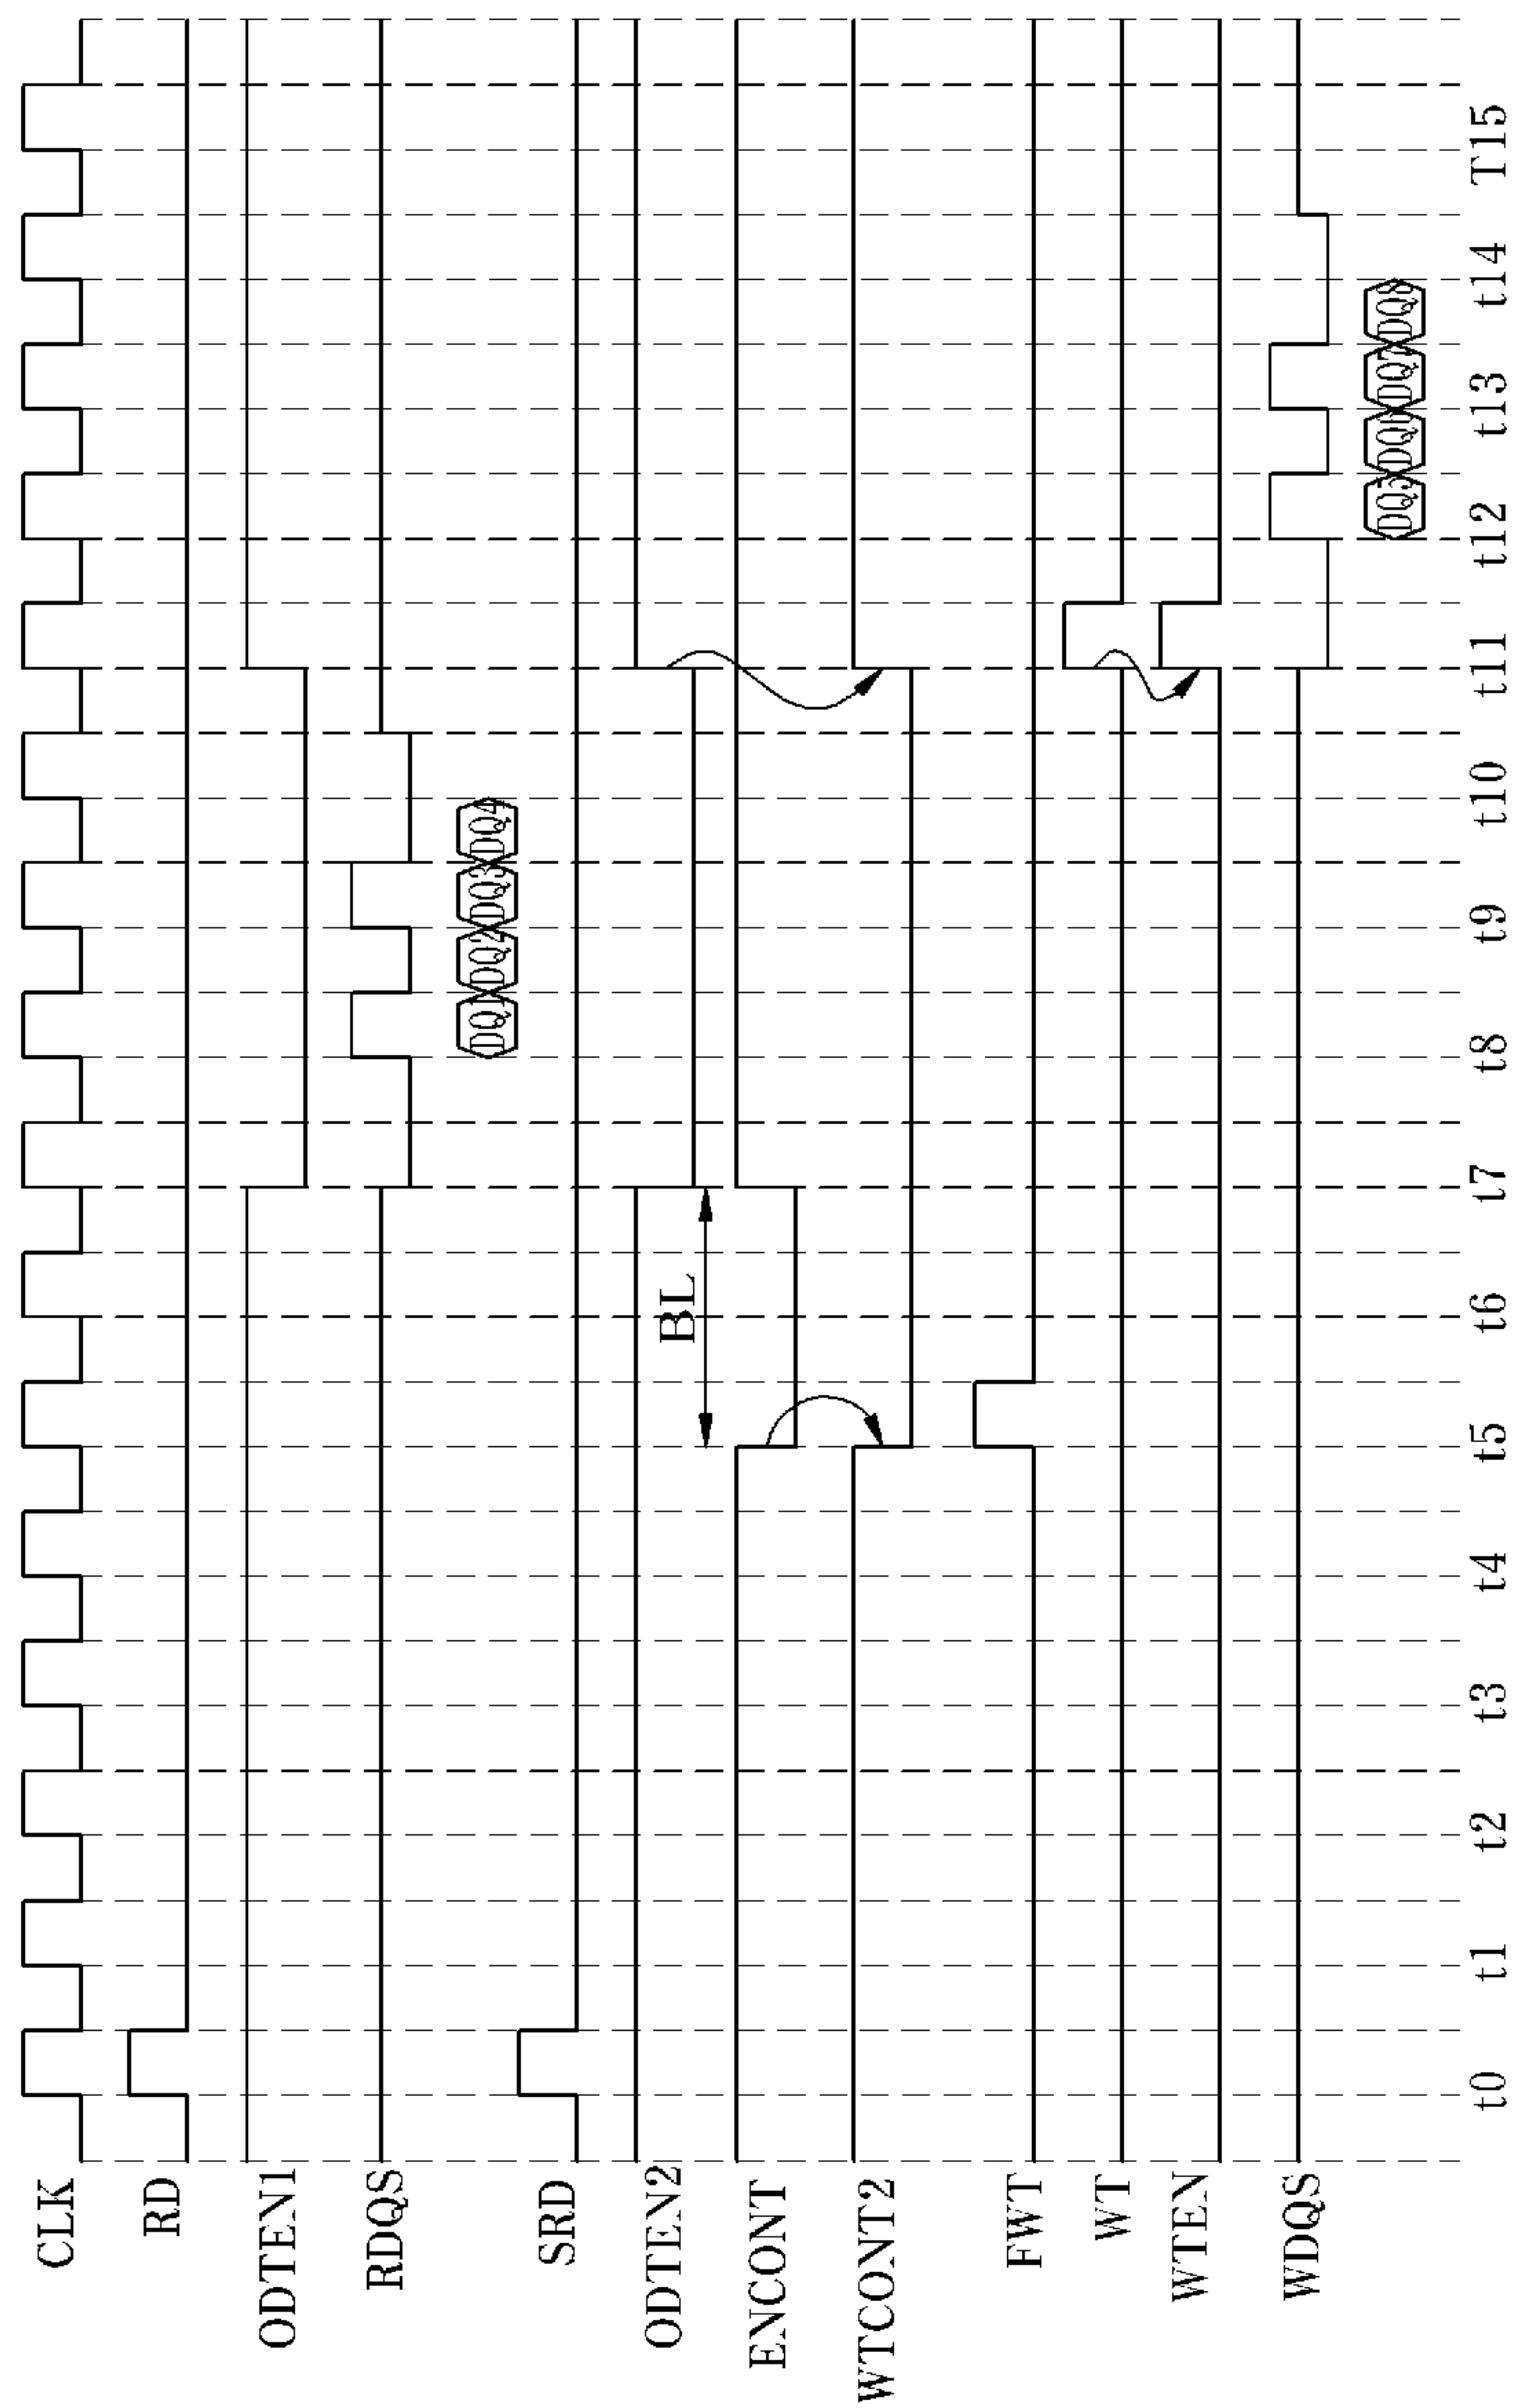 CLK
RD
ODTEN1
RDQS
DQ1 DQ2 DQ3 DQ4
SRD
ODTEN2
BL
ENCONT
WTCONT2
FWT
WT
WTEN
WDQS
DQ5 DQ6 DQ7 DQ8
t0 t1 t2 t3 t4 t5 t6 t7 t8 t9 t10 t11 t12 t13 t14 T15